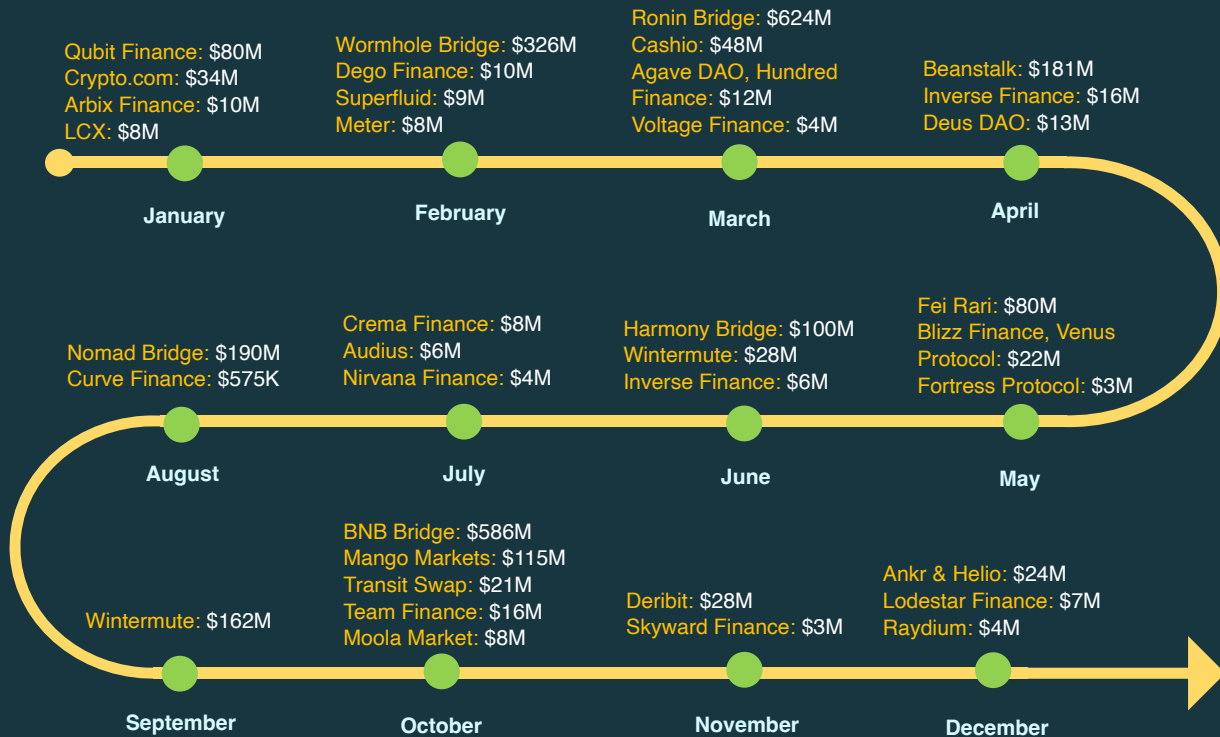 Qubit Finance: $80M
Crypto.com: $34M
Arbix Finance: $10M
LCX: $8M
January
Wormhole Bridge: $326M
Dego Finance: $10M
Superfluid: $9M
Meter: $8M
February
Ronin Bridge: $624M
Cashio: $48M
Agave DAO, Hundred
Finance: $12M
Voltage Finance: $4M
March
Beanstalk: $181M
Inverse Finance: $16M
Deus DAO: $13M
April
Fei Rari: $80M
Blizz Finance, Venus
Protocol: $22M
Fortress Protocol: $3M
May
Harmony Bridge: $100M
Wintermute: $28M
Inverse Finance: $6M
June
Crema Finance: $8M
Audius: $6M
Nirvana Finance: $4M
July
Nomad Bridge: $190M
Curve Finance: $575K
August
Wintermute: $162M
September
BNB Bridge: $586M
Mango Markets: $115M
Transit Swap: $21M
Team Finance: $16M
Moola Market: $8M
October
Deribit: $28M
Skyward Finance: $3M
November
Ankr & Helio: $24M
Lodestar Finance: $7M
Raydium: $4M
December